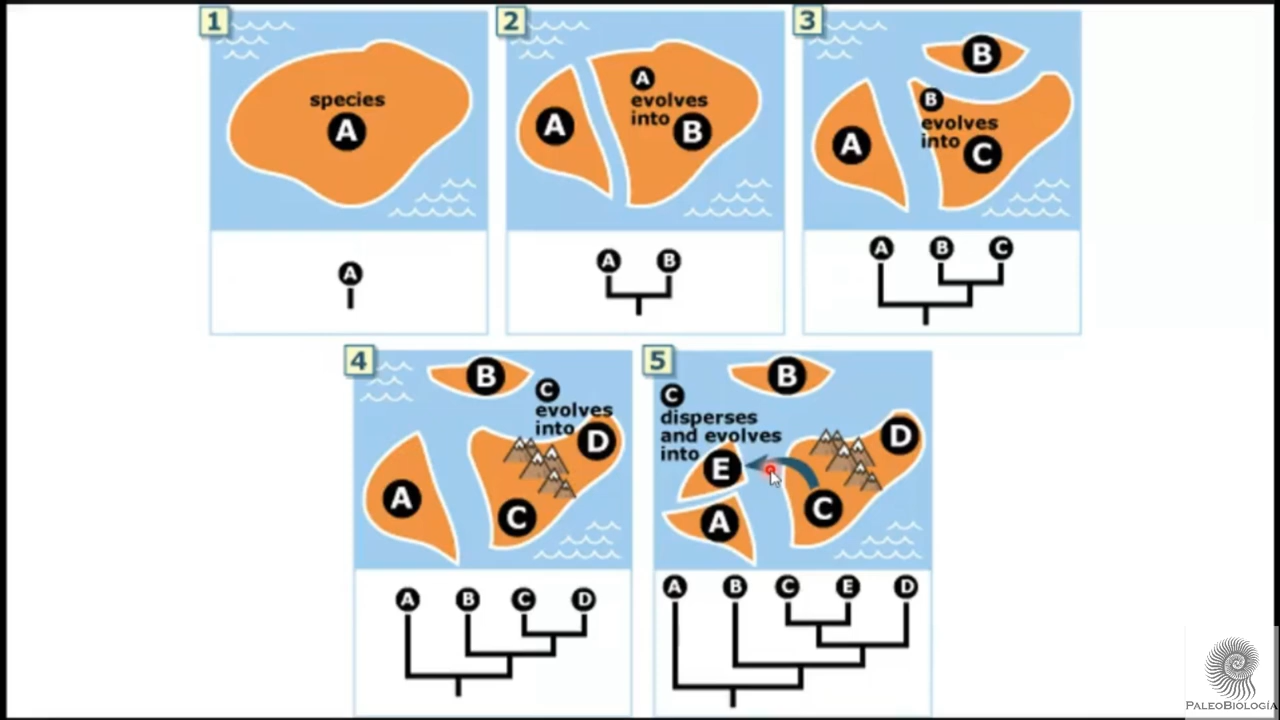 1
species
A
A
2
A
evolves
into
A
B
A
B
3
B
B
evolves
into
A
C
A
B
C
4
B
C
evolves
into
D
A
C
A
B
C
D
5
B
C
disperses
and evolves
into
D
E
A
C
A
B
C
E
D
PALEOBIOLOGÍA